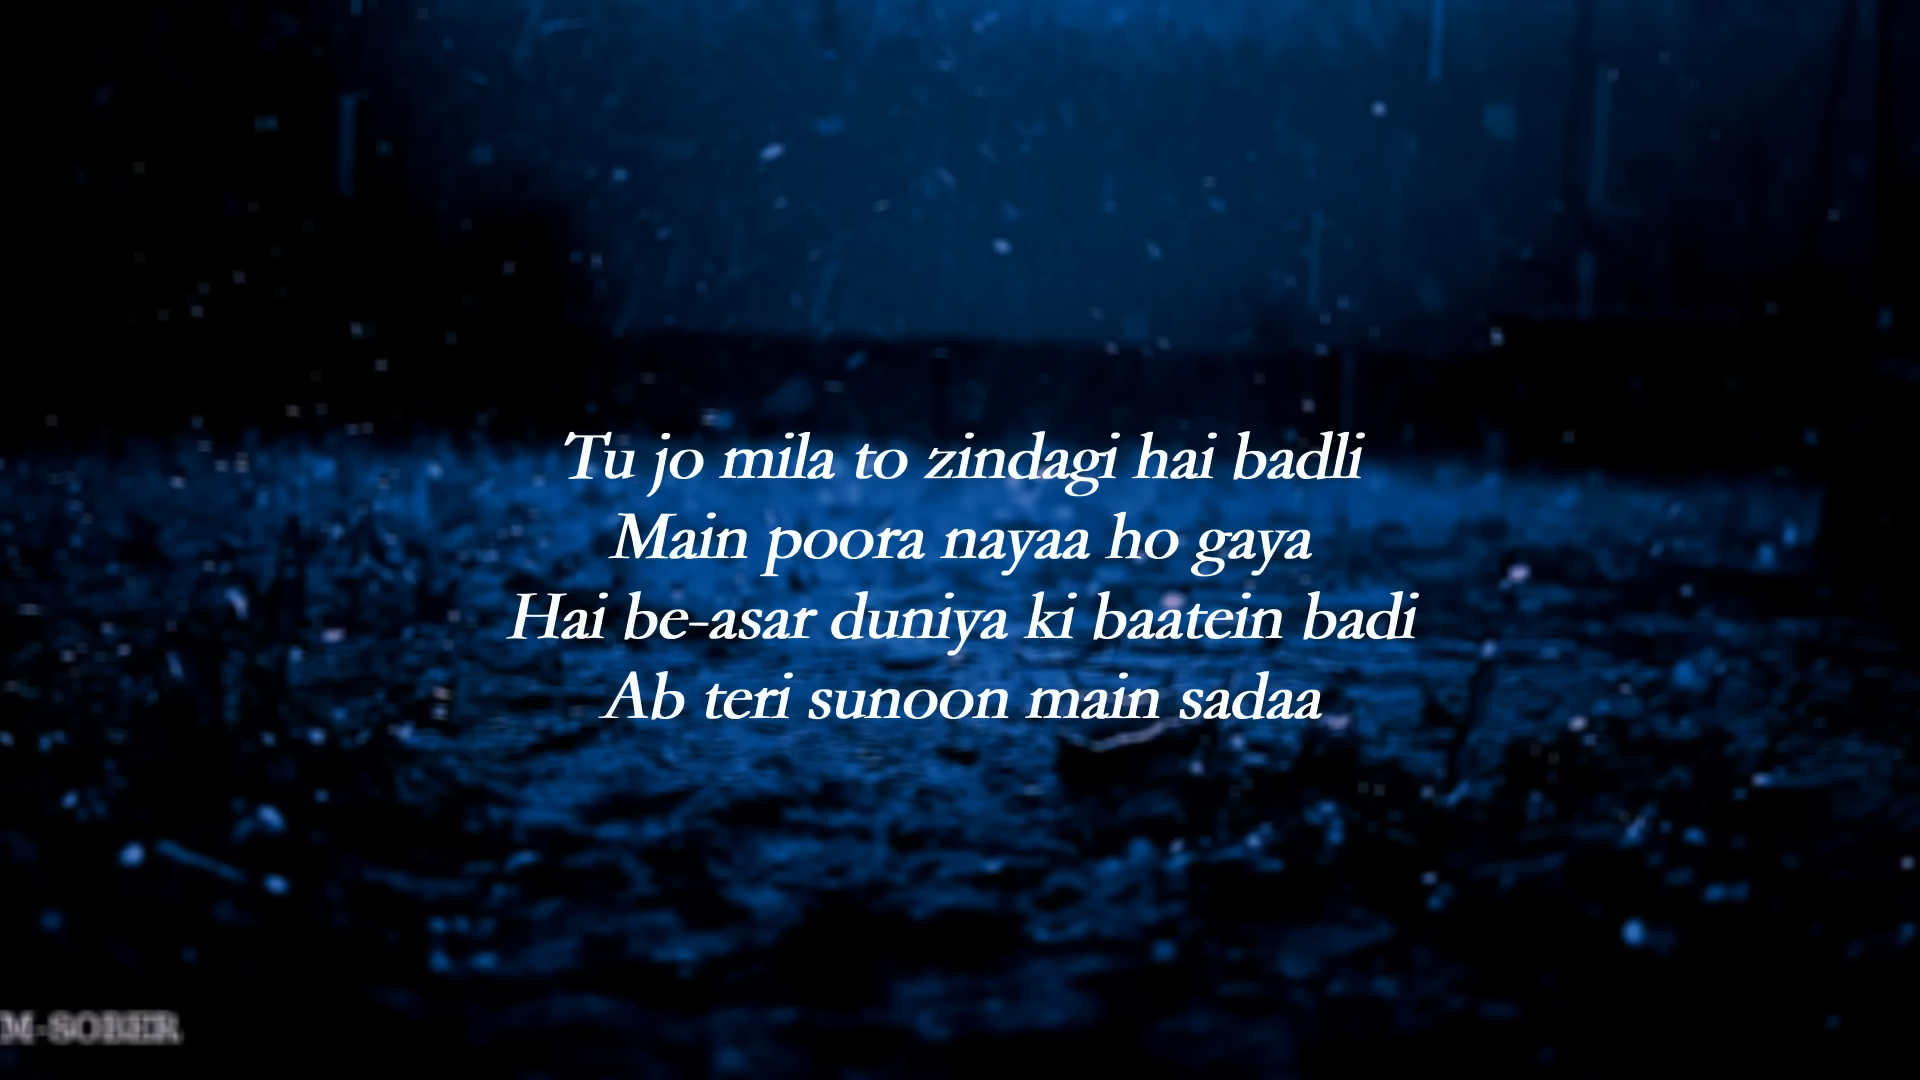 Tu jo mila to zindagi hai badli
Main poora nayaa ho gaya
Hai be-asar duniya ki baatein badi
Ab teri sunoon main sadaa
M-SOBER